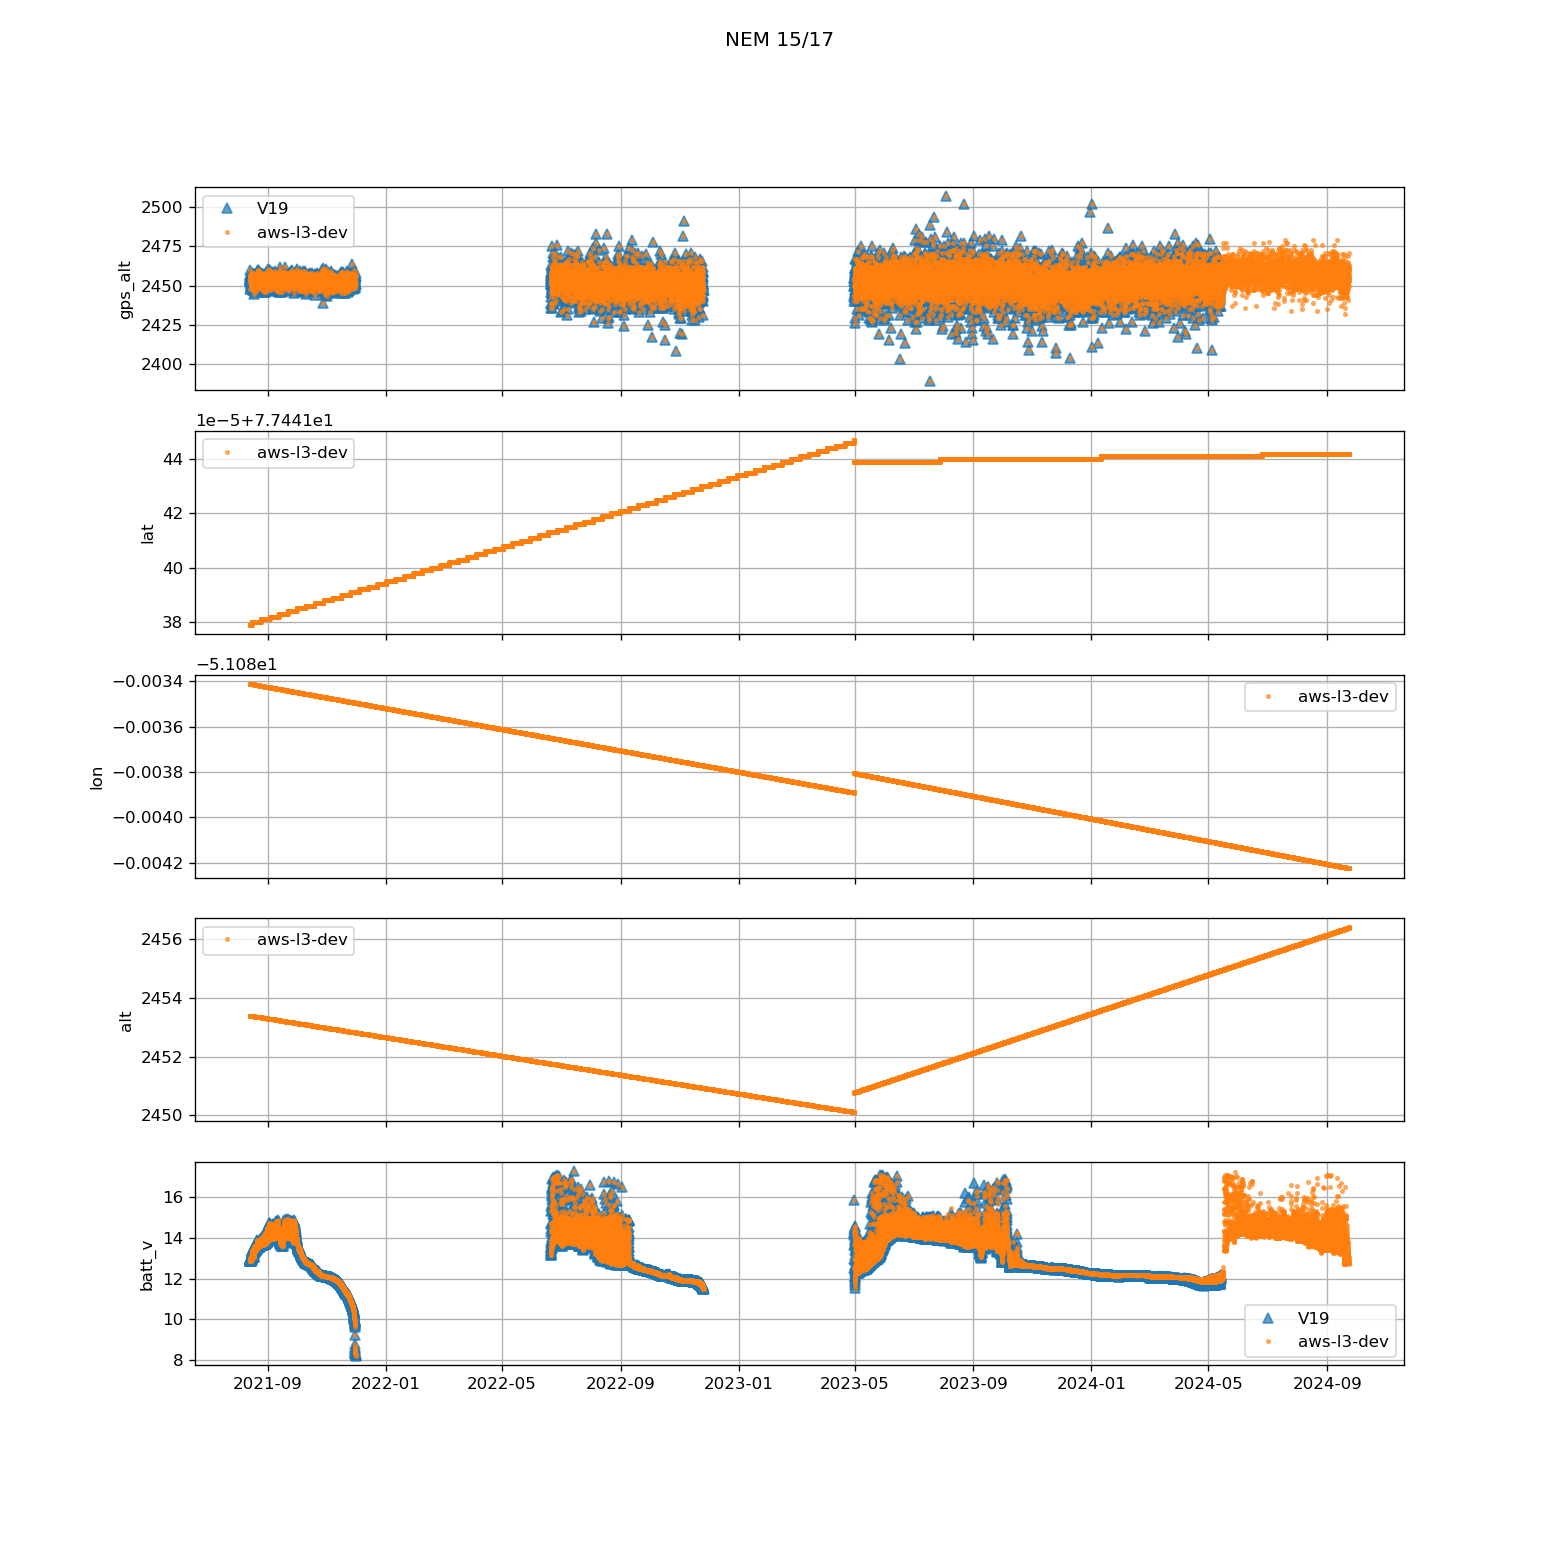 NEM 15/17
2500
2475
2450
2425
2400
gps_alt
V19
aws-l3-dev
1e−5+7.7441e1
44
42
40
38
lat
aws-l3-dev
−5.108e1
−0.0034
−0.0036
−0.0038
−0.0040
−0.0042
lon
aws-l3-dev
2456
2454
2452
2450
alt
aws-l3-dev
16
14
12
10
8
batt_v
V19
aws-l3-dev
2021-09 2022-01 2022-05 2022-09 2023-01 2023-05 2023-09 2024-01 2024-05 2024-09